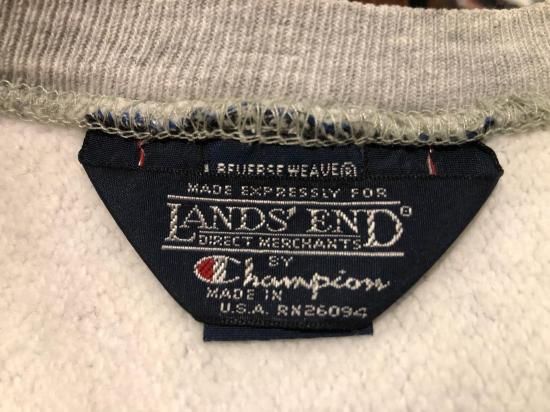 REVERSE WEAVE®
MADE EXPRESSLY FOR
LANDS' END®
DIRECT MERCHANTS
BY
Champion
MADE IN
U.S.A. RN26094